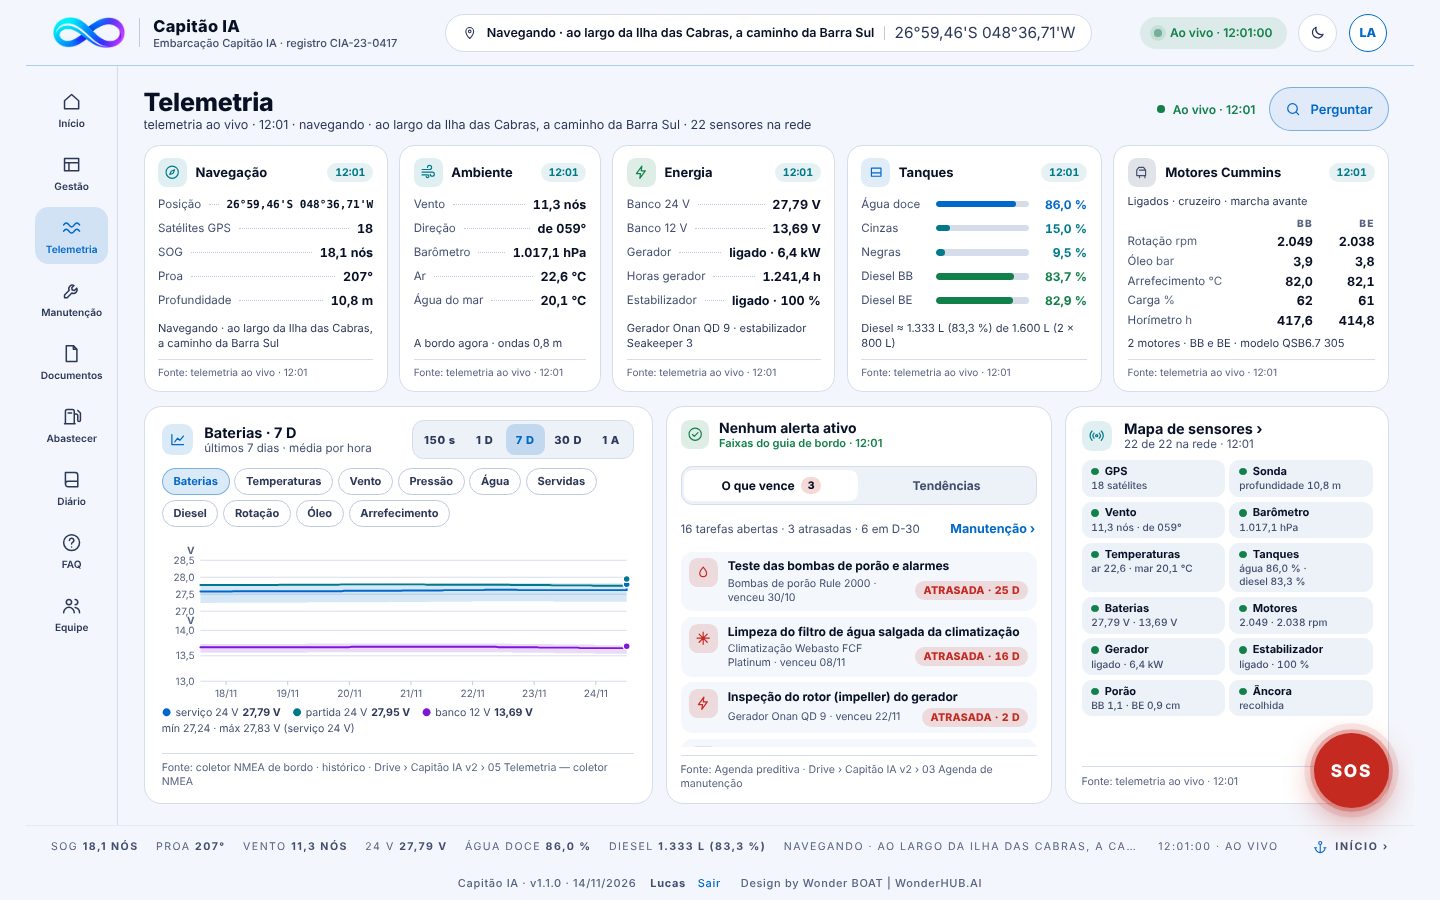 Capitão IA
Embarcação Capitão IA · registro CIA-23-0417
Navegando · ao largo da Ilha das Cabras, a caminho da Barra Sul
26°59,46'S 048°36,71'W
Ao vivo · 12:01:00
LA
Início
Gestão
Telemetria
Manutenção
Documentos
Abastecer
Diário
FAQ
Equipe
Telemetria
telemetria ao vivo · 12:01 · navegando · ao largo da Ilha das Cabras, a caminho da Barra Sul · 22 sensores na rede
Ao vivo · 12:01
Perguntar
Navegação 12:01
Posição 26°59,46'S 048°36,71'W
Satélites GPS 18
SOG 18,1 nós
Proa 207°
Profundidade 10,8 m
Navegando · ao largo da Ilha das Cabras,
a caminho da Barra Sul
Fonte: telemetria ao vivo · 12:01
Ambiente 12:01
Vento 11,3 nós
Direção de 059°
Barômetro 1.017,1 hPa
Ar 22,6 °C
Água do mar 20,1 °C
A bordo agora · ondas 0,8 m
Fonte: telemetria ao vivo · 12:01
Energia 12:01
Banco 24 V 27,79 V
Banco 12 V 13,69 V
Gerador ligado · 6,4 kW
Horas gerador 1.241,4 h
Estabilizador ligado · 100 %
Gerador Onan QD 9 · estabilizador
Seakeeper 3
Fonte: telemetria ao vivo · 12:01
Tanques 12:01
Água doce 86,0 %
Cinzas 15,0 %
Negras 9,5 %
Diesel BB 83,7 %
Diesel BE 82,9 %
Diesel ≈ 1.333 L (83,3 %) de 1.600 L (2 ×
800 L)
Fonte: telemetria ao vivo · 12:01
Motores Cummins 12:01
Ligados · cruzeiro · marcha avante
BB BE
Rotação rpm 2.049 2.038
Óleo bar 3,9 3,8
Arrefecimento °C 82,0 82,1
Carga % 62 61
Horímetro h 417,6 414,8
2 motores · BB e BE · modelo QSB6.7 305
Fonte: telemetria ao vivo · 12:01
Baterias · 7 D
últimos 7 dias · média por hora
150 s 1 D 7 D 30 D 1 A
Baterias Temperaturas Vento Pressão Água Servidas
Diesel Rotação Óleo Arrefecimento
V
28,5
28,0
27,5
27,0
V
14,0
13,5
13,0
18/11 19/11 20/11 21/11 22/11 23/11 24/11
serviço 24 V 27,79 V partida 24 V 27,95 V banco 12 V 13,69 V
mín 27,24 · máx 27,83 V (serviço 24 V)
Fonte: coletor NMEA de bordo · histórico · Drive › Capitão IA v2 › 05 Telemetria — coletor
NMEA
Nenhum alerta ativo
Faixas do guia de bordo · 12:01
O que vence 3 Tendências
16 tarefas abertas · 3 atrasadas · 6 em D-30 Manutenção ›
Teste das bombas de porão e alarmes
Bombas de porão Rule 2000 ·
venceu 30/10
ATRASADA · 25 D
Limpeza do filtro de água salgada da climatização
Climatização Webasto FCF
Platinum · venceu 08/11
ATRASADA · 16 D
Inspeção do rotor (impeller) do gerador
Gerador Onan QD 9 · venceu 22/11
ATRASADA · 2 D
Fonte: Agenda preditiva · Drive › Capitão IA v2 › 03 Agenda de
manutenção
Mapa de sensores ›
22 de 22 na rede · 12:01
GPS
18 satélites
Sonda
profundidade 10,8 m
Vento
11,3 nós · de 059°
Barômetro
1.017,1 hPa
Temperaturas
ar 22,6 · mar 20,1 °C
Tanques
água 86,0 % ·
diesel 83,3 %
Baterias
27,79 V · 13,69 V
Motores
2.049 · 2.038 rpm
Gerador
ligado · 6,4 kW
Estabilizador
ligado · 100 %
Porão
BB 1,1 · BE 0,9 cm
Âncora
recolhida
Fonte: telemetria ao vivo · 12:01
SOS
SOG 18,1 NÓS PROA 207° VENTO 11,3 NÓS 24 V 27,79 V ÁGUA DOCE 86,0 % DIESEL 1.333 L (83,3 %) NAVEGANDO · AO LARGO DA ILHA DAS CABRAS, A CA… 12:01:00 · AO VIVO INÍCIO ›
Capitão IA · v1.1.0 · 14/11/2026 Lucas Sair Design by Wonder BOAT | WonderHUB.AI